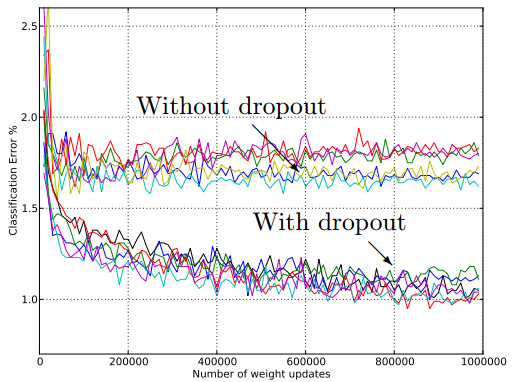 2.5
2.0
1.5
1.0
Classification Error %
Without dropout
With dropout
0
200000
400000
600000
800000
1000000
Number of weight updates